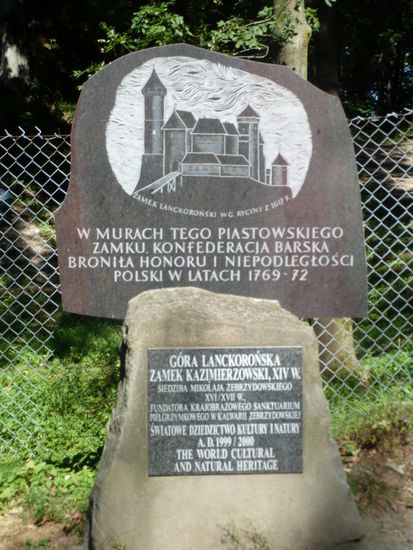 ZAMEK LANCKOROŃSKI WG. RYCINY Z 1617 R.
W MURACH TEGO PIASTOWSKIEGO
ZAMKU, KONFEDERACJA BARSKA
BRONIŁA HONORU I NIEPODLEGŁOŚCI
POLSKI W LATACH 1769-72
GÓRA LANCKOROŃSKA
ZAMEK KAZIMIERZOWSKI, XIV W.
SIEDZIBA MIKOŁAJA ZEBRZYDOWSKIEGO
XVI/XVII W.
FUNDATORA KRAJOBRAZOWEGO SANKTUARIUM
PIELGRZYMKOWEGO W KALWARII ZEBRZYDOWSKIEJ
ŚWIATOWE DZIEDZICTWO KULTURY I NATURY
A.D. 1999 / 2000
THE WORLD CULTURAL
AND NATURAL HERITAGE